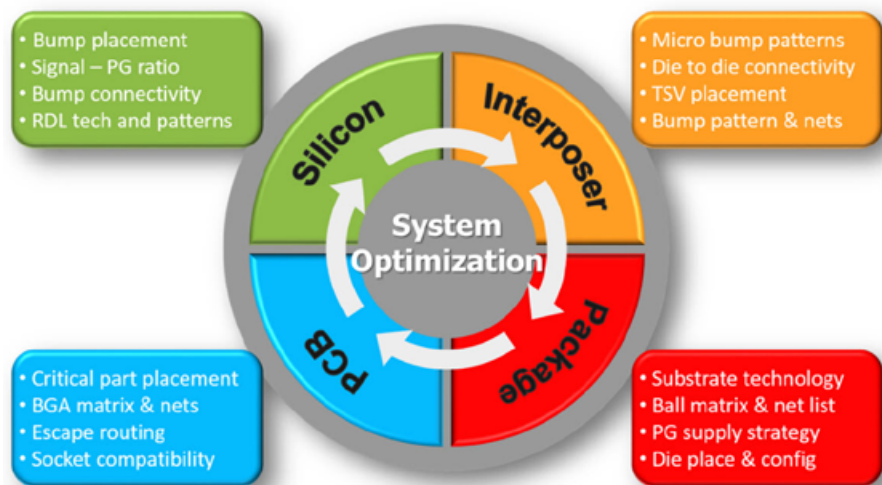 • Bump placement
• Signal – PG ratio
• Bump connectivity
• RDL tech and patterns
• Micro bump patterns
• Die to die connectivity
• TSV placement
• Bump pattern & nets
Silicon
Interposer
System
Optimization
PCB
Package
• Critical part placement
• BGA matrix & nets
• Escape routing
• Socket compatibility
• Substrate technology
• Ball matrix & net list
• PG supply strategy
• Die place & config